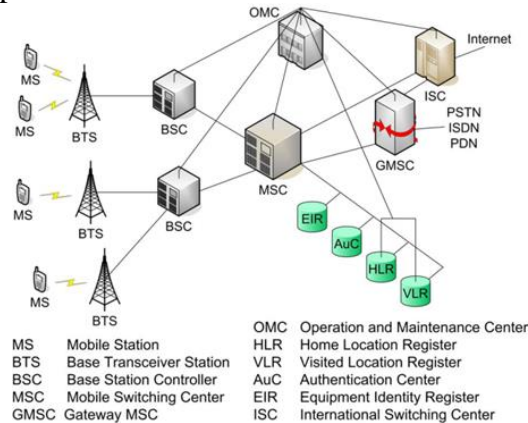 OMC
MS
Internet
ISC
MS
BTS
BSC
PSTN
ISDN
PDN
MSC
GMSC
MS
BTS
BSC
EIR
AuC
HLR
MS
VLR
BTS
OMC Operation and Maintenance Center
MS Mobile Station HLR Home Location Register
BTS Base Transceiver Station VLR Visited Location Register
BSC Base Station Controller AuC Authentication Center
MSC Mobile Switching Center EIR Equipment Identity Register
GMSC Gateway MSC ISC International Switching Center